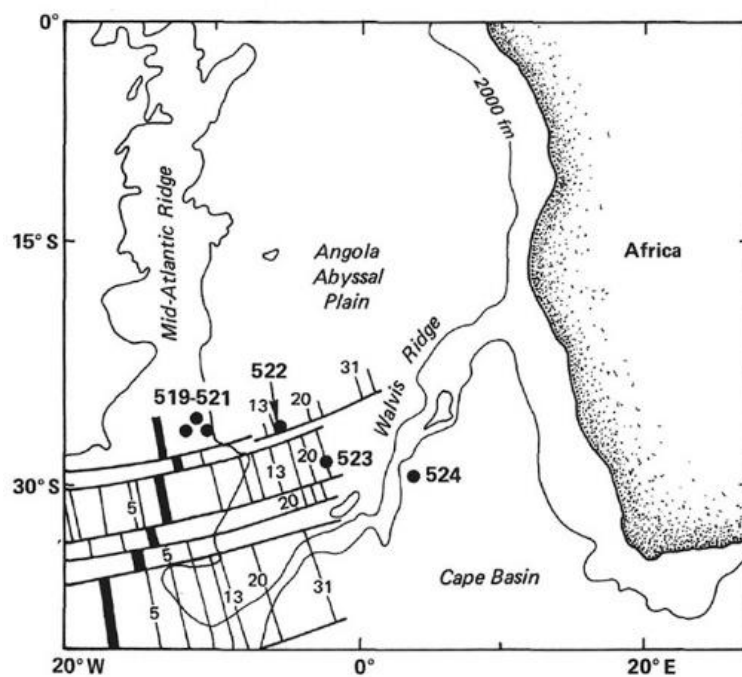 0°
2000 fm
Mid-Atlantic Ridge
15°S
Angola
Abyssal
Plain
Africa
Walvis Ridge
31
519-521
522
20
13
523
20
13
524
30°S
20
5
5
Cape Basin
20
13
31
5
20°W
0°
20°E